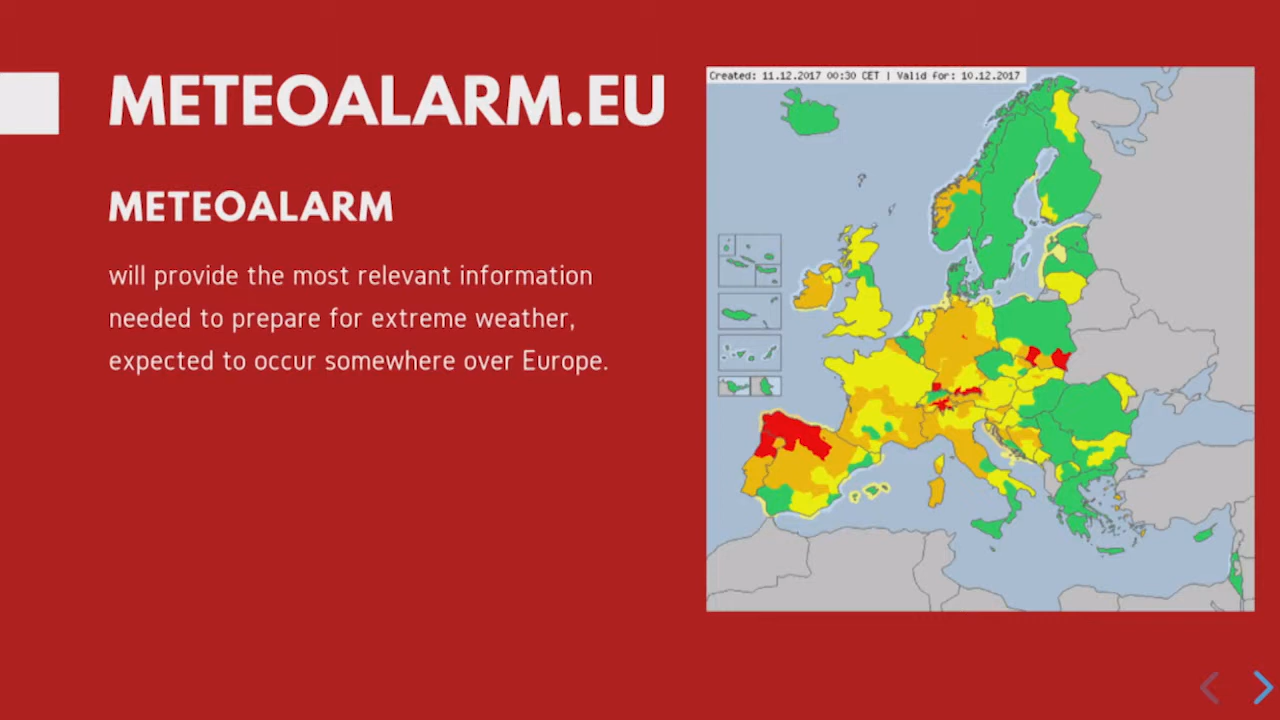 METEOALARM.EU
METEOALARM
will provide the most relevant information
needed to prepare for extreme weather,
expected to occur somewhere over Europe.
Created: 11.12.2017 00:30 CET | Valid for: 10.12.2017